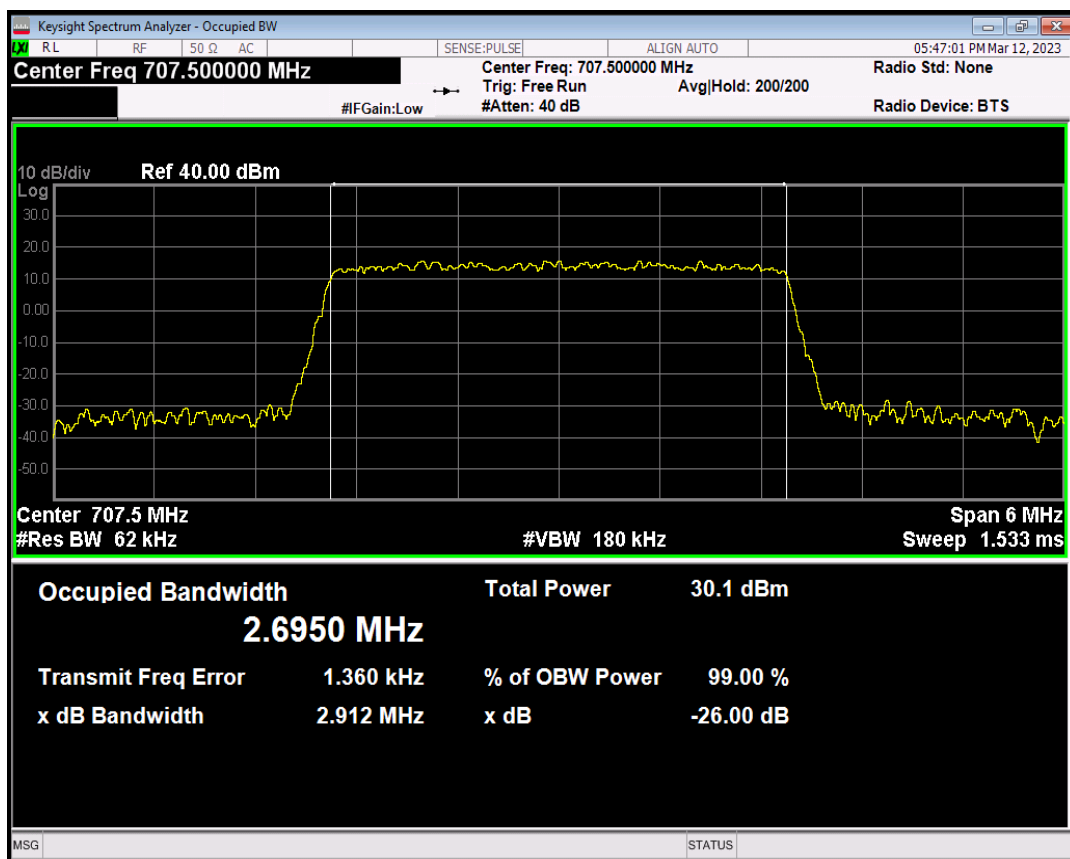 Keysight Spectrum Analyzer - Occupied BW
LXI RL RF 50 Ω AC SENSE:PULSE ALIGN AUTO 05:47:01 PM Mar 12, 2023
Center Freq 707.500000 MHz Center Freq: 707.500000 MHz Radio Std: None
Trig: Free Run Avg|Hold: 200/200
#IFGain:Low #Atten: 40 dB Radio Device: BTS
10 dB/div Ref 40.00 dBm
Log
30.0
20.0
10.0
0.00
-10.0
-20.0
-30.0
-40.0
-50.0
Center 707.5 MHz Span 6 MHz
#Res BW 62 kHz #VBW 180 kHz Sweep 1.533 ms
Occupied Bandwidth Total Power 30.1 dBm
2.6950 MHz
Transmit Freq Error 1.360 kHz % of OBW Power 99.00 %
x dB Bandwidth 2.912 MHz x dB -26.00 dB
MSG STATUS